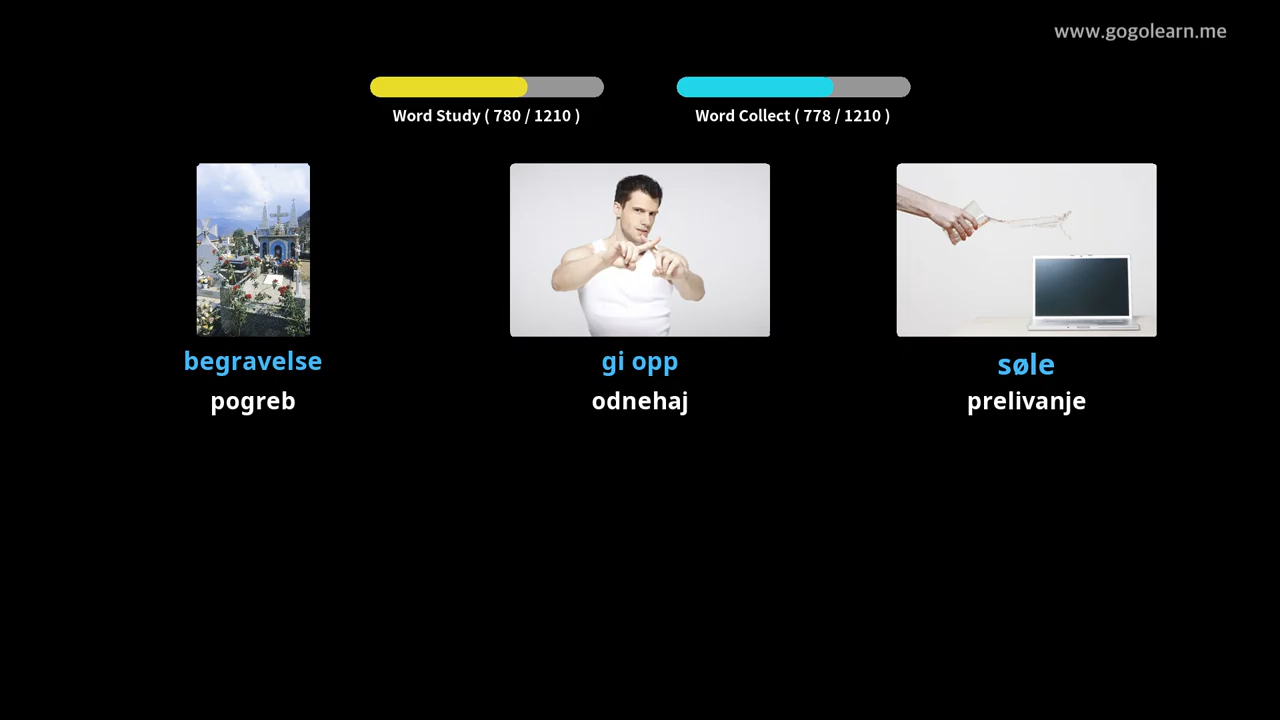 www.gogolearn.me
Word Study ( 780 / 1210 )
Word Collect ( 778 / 1210 )
begravelse
pogreb
gi opp
odnehaj
søle
prelivanje